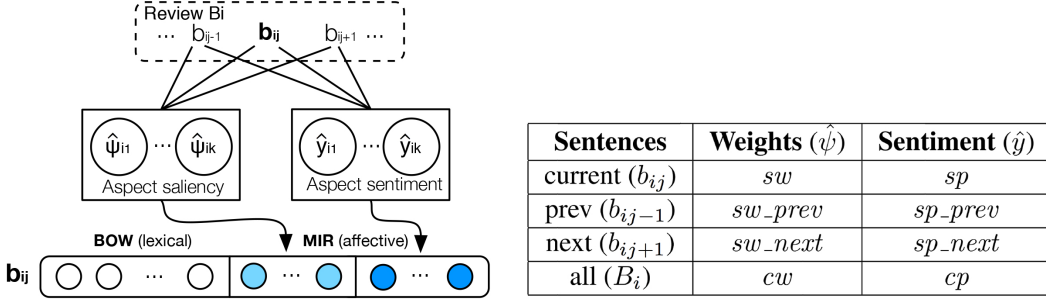 Review Bi
... bij-1 bij bij+1 ...
ψ̂i1 ... ψ̂ik
Aspect saliency
ŷi1 ... ŷik
Aspect sentiment
BOW (lexical) MIR (affective)
bij ... ... ...
Sentences Weights (ψ̂) Sentiment (ŷ)
current (bij) sw sp
prev (bij−1) sw_prev sp_prev
next (bij+1) sw_next sp_next
all (Bi) cw cp